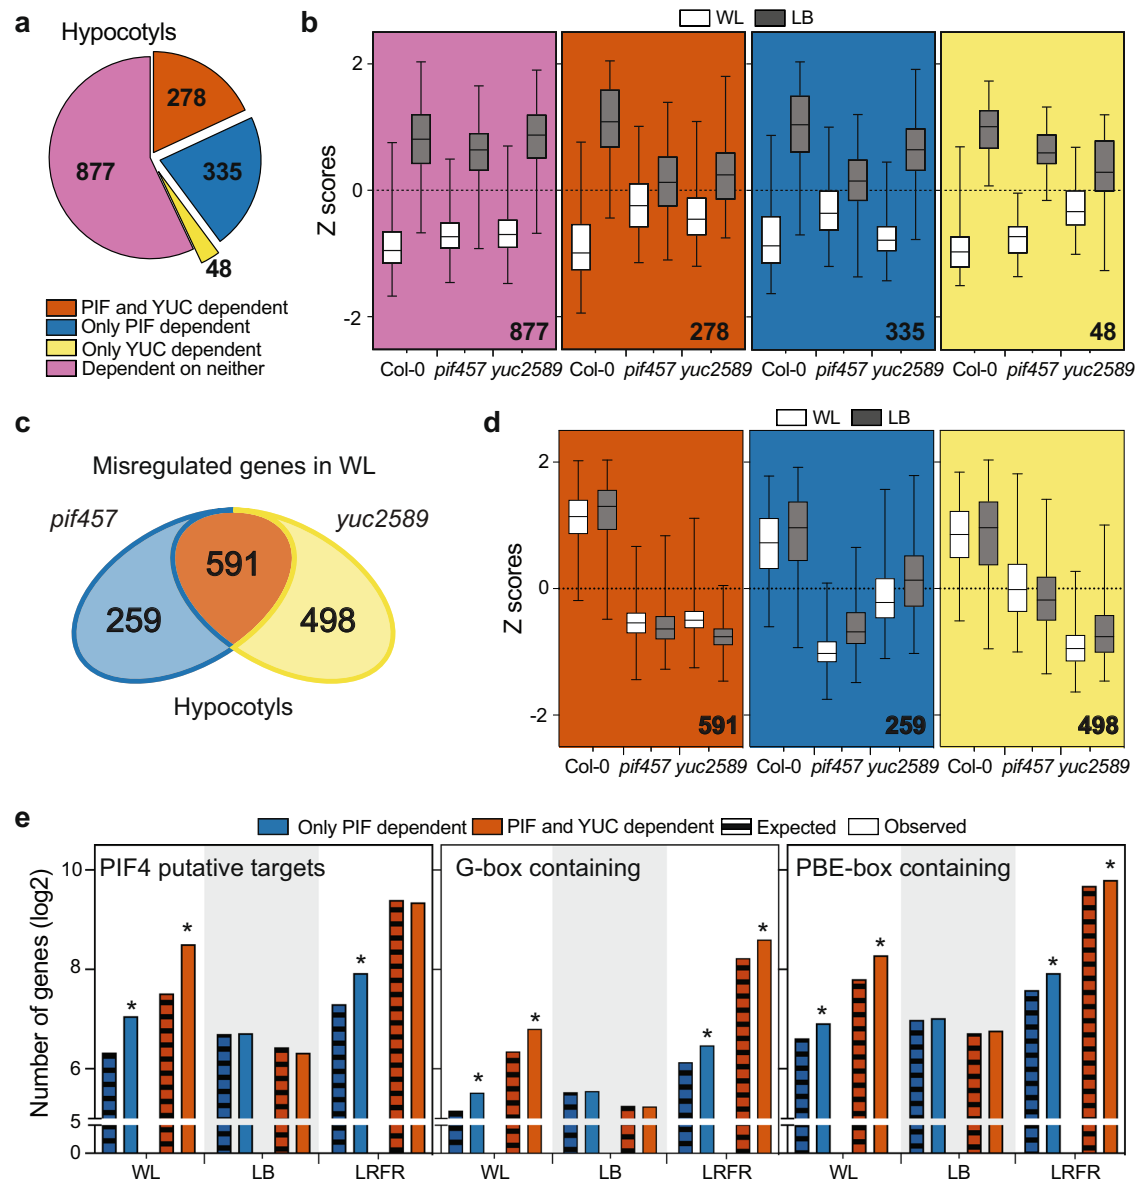 a
Hypocotyls
278
877
335
48
PIF and YUC dependent
Only PIF dependent
Only YUC dependent
Dependent on neither
b
WL
LB
Z scores
2
0
-2
877
278
335
48
Col-0 pif457 yuc2589
Col-0 pif457 yuc2589
Col-0 pif457 yuc2589
Col-0 pif457 yuc2589
c
Misregulated genes in WL
pif457
yuc2589
591
259
498
Hypocotyls
d
WL
LB
Z scores
2
0
-2
591
259
498
Col-0 pif457 yuc2589
Col-0 pif457 yuc2589
Col-0 pif457 yuc2589
e
Only PIF dependent
PIF and YUC dependent
Expected
Observed
Number of genes (log2)
10
8
6
5
0
PIF4 putative targets
* * *
WL LB LRFR
G-box containing
* * * *
WL LB LRFR
PBE-box containing
* * * *
WL LB LRFR